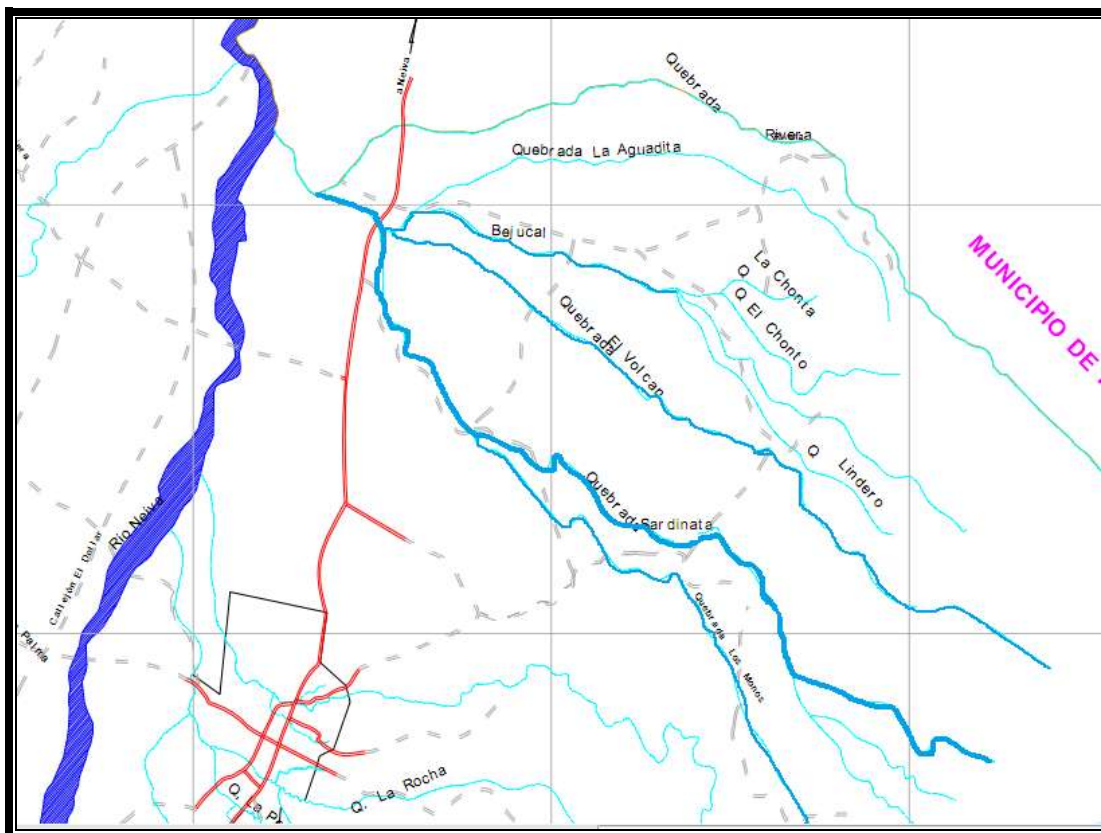 a Neiva
Quebrada
Rivera
Quebrada La Aguadita
Bejucal
La Chonta
Q
Q El Chonto
MUNICIPIO DE
Quebrada
El Volcan
Q Lindero
Quebrada
Sardinata
Rio Neiva
Callejón El Dollar
Palma
Quebrada Los Monos
Q. La Rocha
Q. La P